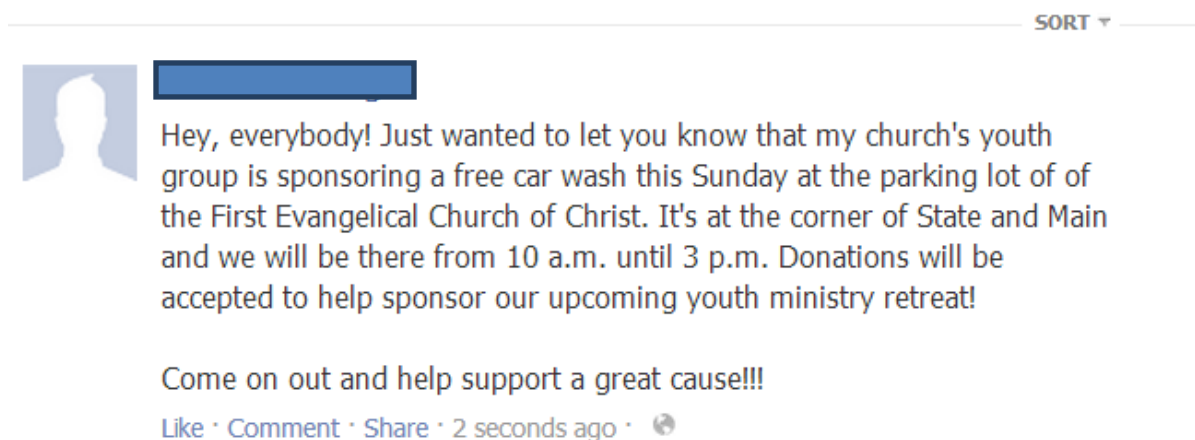 SORT
Hey, everybody! Just wanted to let you know that my church's youth
group is sponsoring a free car wash this Sunday at the parking lot of of
the First Evangelical Church of Christ. It's at the corner of State and Main
and we will be there from 10 a.m. until 3 p.m. Donations will be
accepted to help sponsor our upcoming youth ministry retreat!
Come on out and help support a great cause!!!
Like · Comment · Share · 2 seconds ago ·